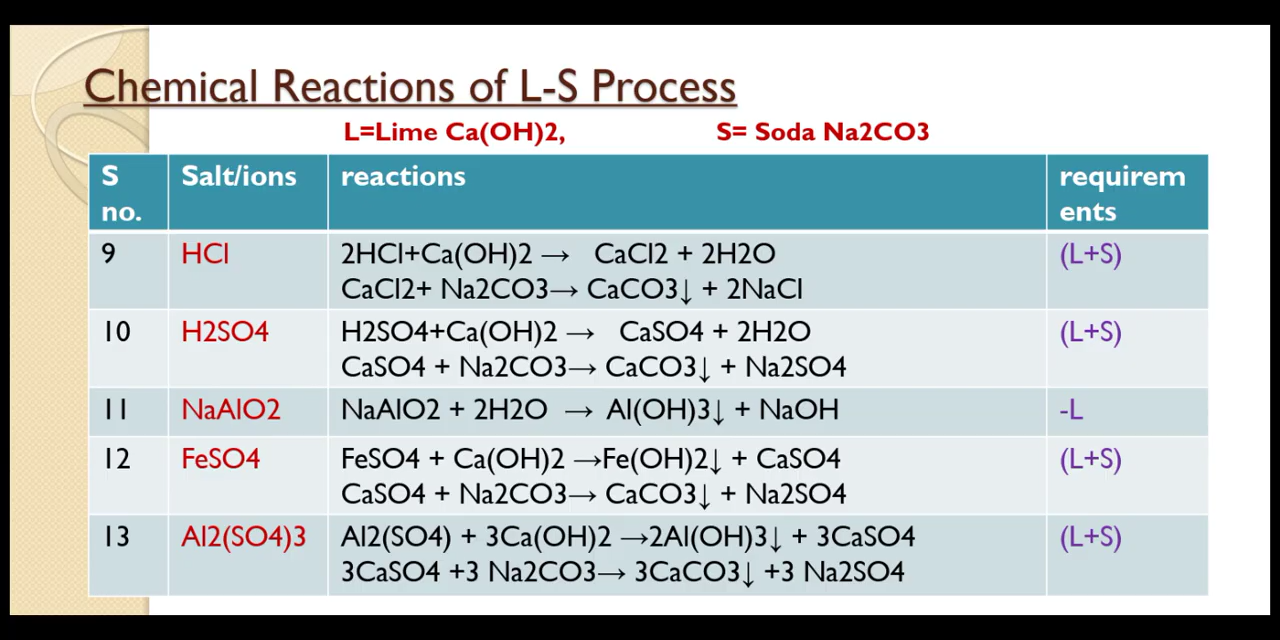 Chemical Reactions of L-S Process
L=Lime Ca(OH)2, S= Soda Na2CO3
S no. Salt/ions reactions requirem ents
9 HCl 2HCl+Ca(OH)2 → CaCl2 + 2H2O (L+S)
CaCl2+ Na2CO3→ CaCO3↓ + 2NaCl
10 H2SO4 H2SO4+Ca(OH)2 → CaSO4 + 2H2O (L+S)
CaSO4 + Na2CO3→ CaCO3↓ + Na2SO4
11 NaAlO2 NaAlO2 + 2H2O → Al(OH)3↓ + NaOH -L
12 FeSO4 FeSO4 + Ca(OH)2 →Fe(OH)2↓ + CaSO4 (L+S)
CaSO4 + Na2CO3→ CaCO3↓ + Na2SO4
13 Al2(SO4)3 Al2(SO4) + 3Ca(OH)2 →2Al(OH)3↓ + 3CaSO4 (L+S)
3CaSO4 +3 Na2CO3→ 3CaCO3↓ +3 Na2SO4